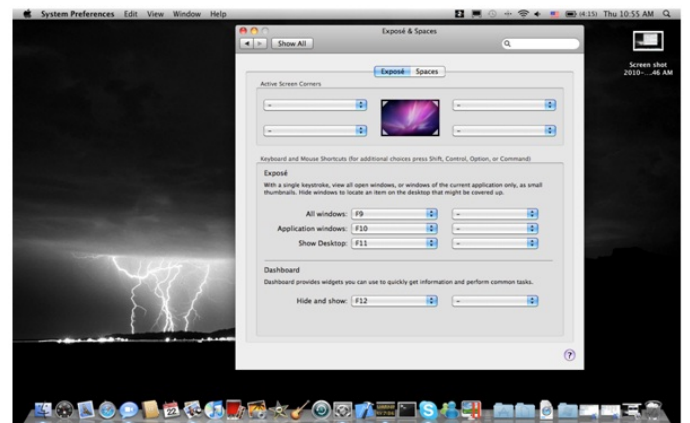 System Preferences Edit View Window Help
(4:15) Thu 10:55 AM
Exposé & Spaces
Show All
Screen shot
2010-...46 AM
Exposé Spaces
Active Screen Corners
- -
- -
Keyboard and Mouse Shortcuts (for additional choices press Shift, Control, Option, or Command)
Exposé
With a single keystroke, view all open windows, or windows of the current application only, as small
thumbnails. Hide windows to locate an item on the desktop that might be covered up.
All windows: F9 -
Application windows: F10 -
Show Desktop: F11 -
Dashboard
Dashboard provides widgets you can use to quickly get information and perform common tasks.
Hide and show: F12 -
?
22